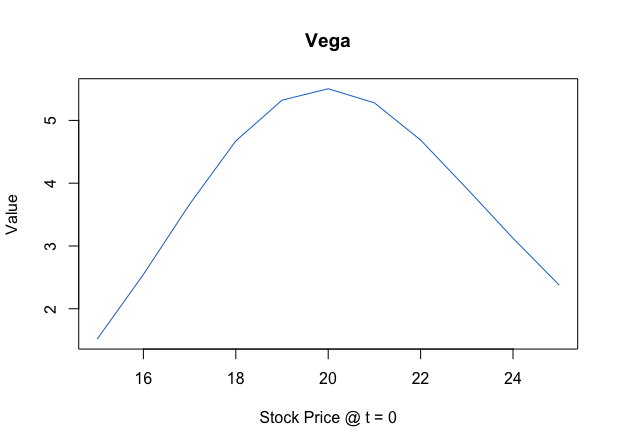 Vega
5
4
3
2
Value
16 18 20 22 24
Stock Price @ t = 0